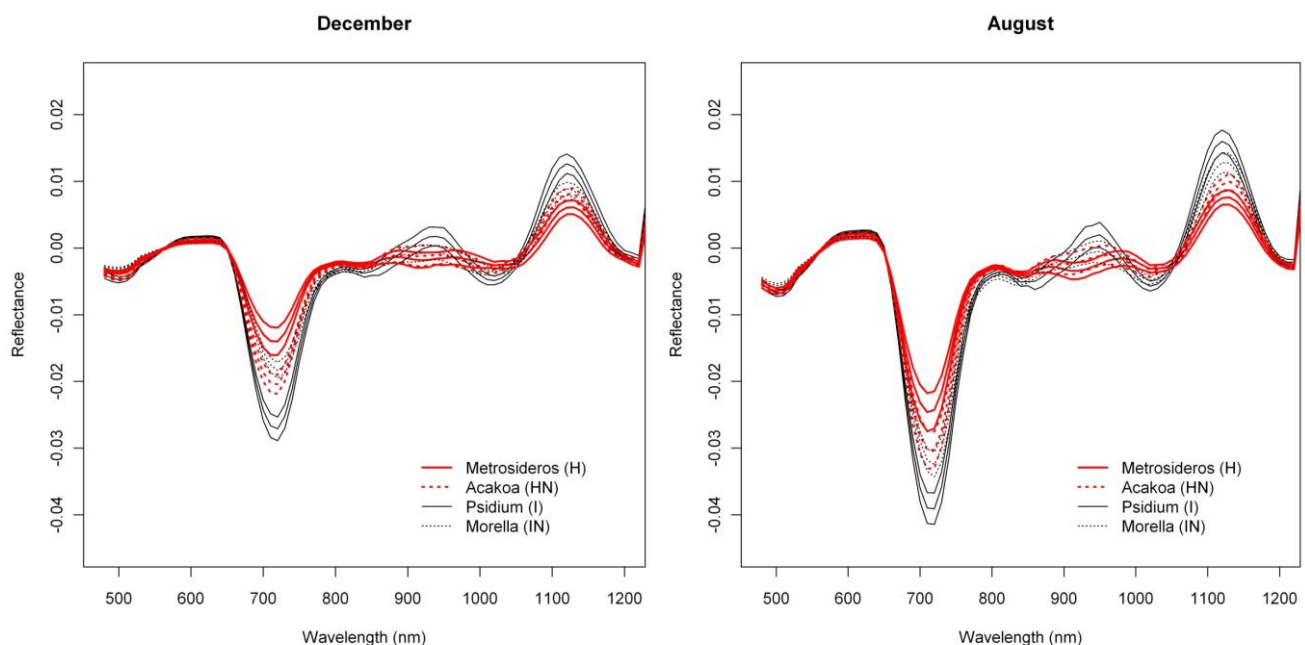 December
Reflectance
0.02
0.01
0.00
-0.01
-0.02
-0.03
-0.04
Metrosideros (H)
Acakoa (HN)
Psidium (I)
Morella (IN)
500 600 700 800 900 1000 1100 1200
Wavelength (nm)
August
Reflectance
0.02
0.01
0.00
-0.01
-0.02
-0.03
-0.04
Metrosideros (H)
Acakoa (HN)
Psidium (I)
Morella (IN)
500 600 700 800 900 1000 1100 1200
Wavelength (nm)